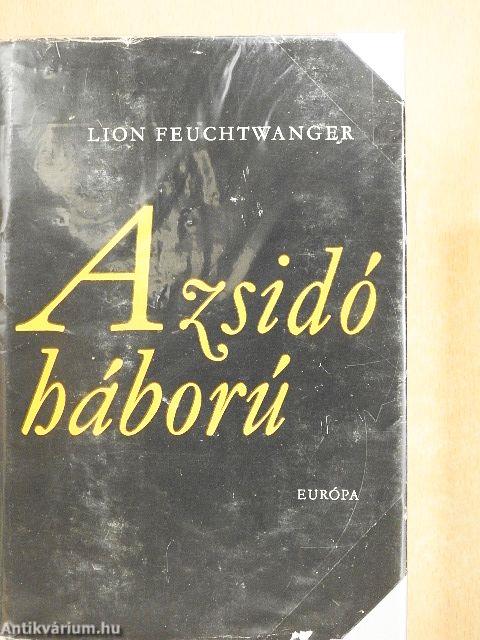 LION FEUCHTWANGER
A zsidó
háború
EURÓPA
Antikvárium.hu